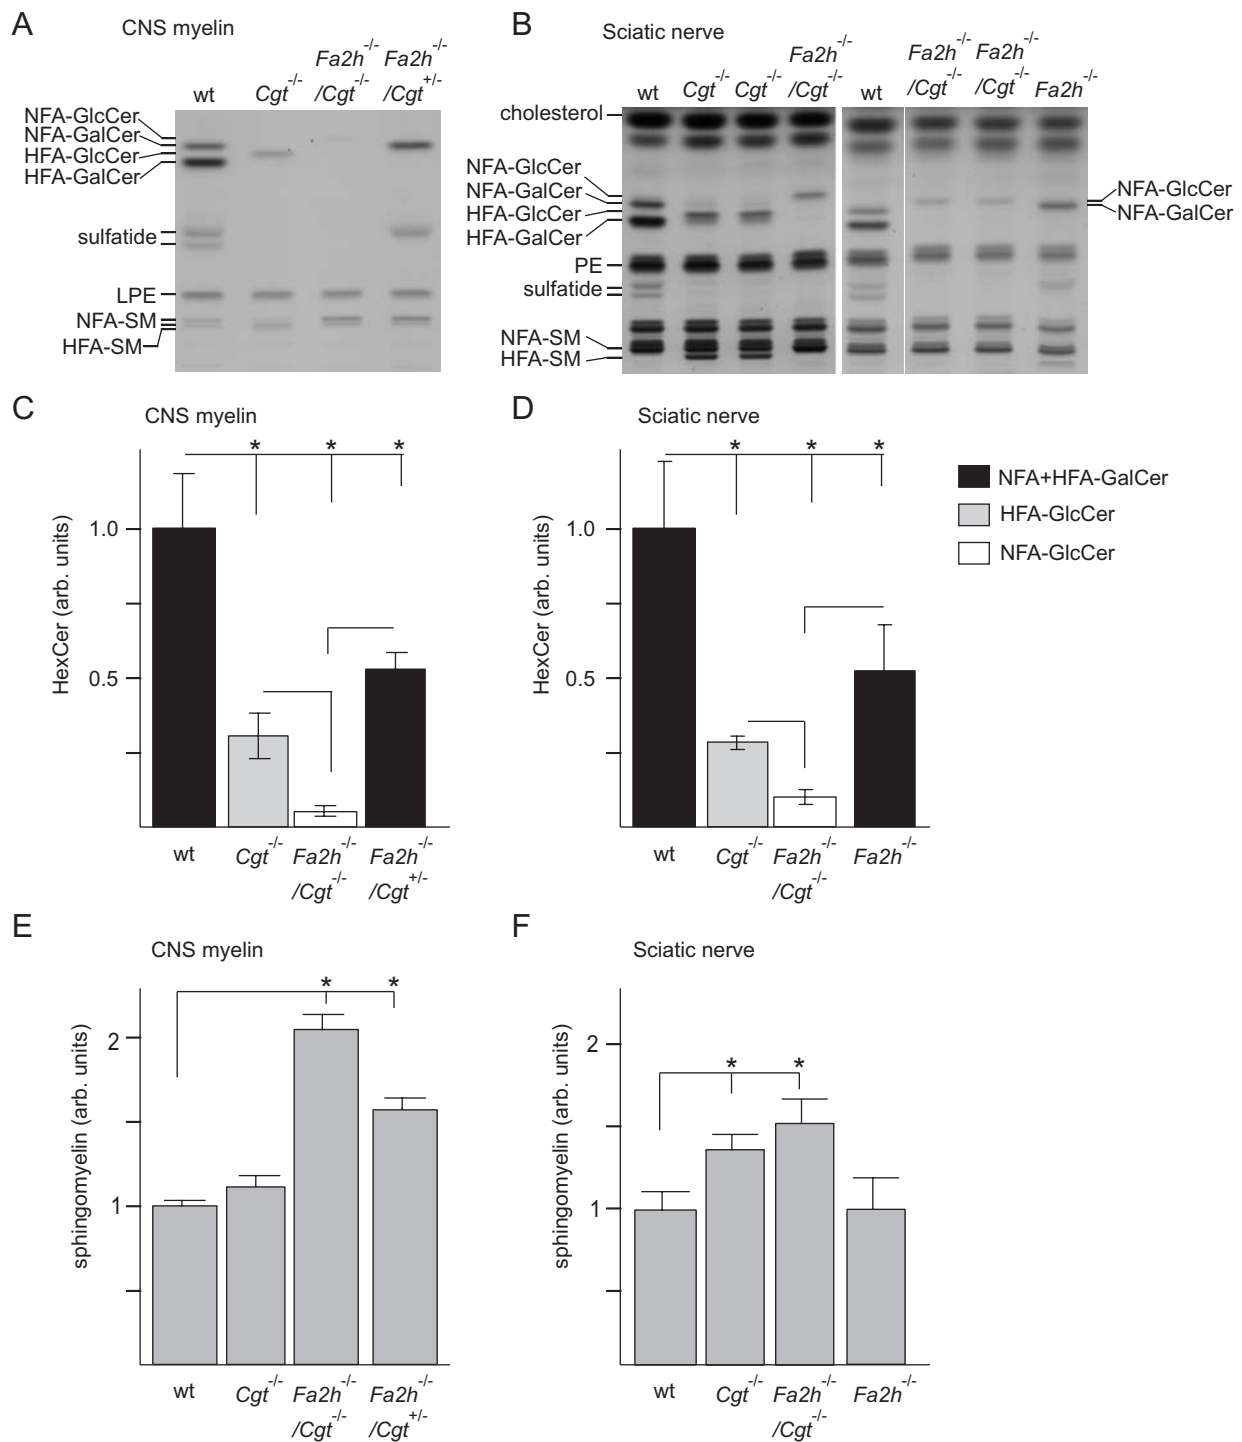 A
CNS myelin
wt
Cgt-/-
Fa2h-/-
/Cgt-/-
Fa2h-/-
/Cgt+/-
NFA-GlcCer
NFA-GalCer
HFA-GlcCer
HFA-GalCer
sulfatide
LPE
NFA-SM
HFA-SM
B
Sciatic nerve
wt
Cgt-/-
Cgt-/-
Fa2h-/-
/Cgt-/-
wt
Fa2h-/-
/Cgt-/-
Fa2h-/-
/Cgt-/-
Fa2h-/-
cholesterol
NFA-GlcCer
NFA-GalCer
HFA-GlcCer
HFA-GalCer
PE
sulfatide
NFA-SM
HFA-SM
NFA-GlcCer
NFA-GalCer
C
CNS myelin
* * *
HexCer (arb. units)
1.0
0.5
wt
Cgt-/-
Fa2h-/-
/Cgt-/-
Fa2h-/-
/Cgt+/-
D
Sciatic nerve
* * *
HexCer (arb. units)
1.0
0.5
wt
Cgt-/-
Fa2h-/-
/Cgt-/-
Fa2h-/-
NFA+HFA-GalCer
HFA-GlcCer
NFA-GlcCer
E
CNS myelin
* *
sphingomyelin (arb. units)
2
1
wt
Cgt-/-
Fa2h-/-
/Cgt-/-
Fa2h-/-
/Cgt+/-
F
Sciatic nerve
* *
sphingomyelin (arb. units)
2
1
wt
Cgt-/-
Fa2h-/-
/Cgt-/-
Fa2h-/-